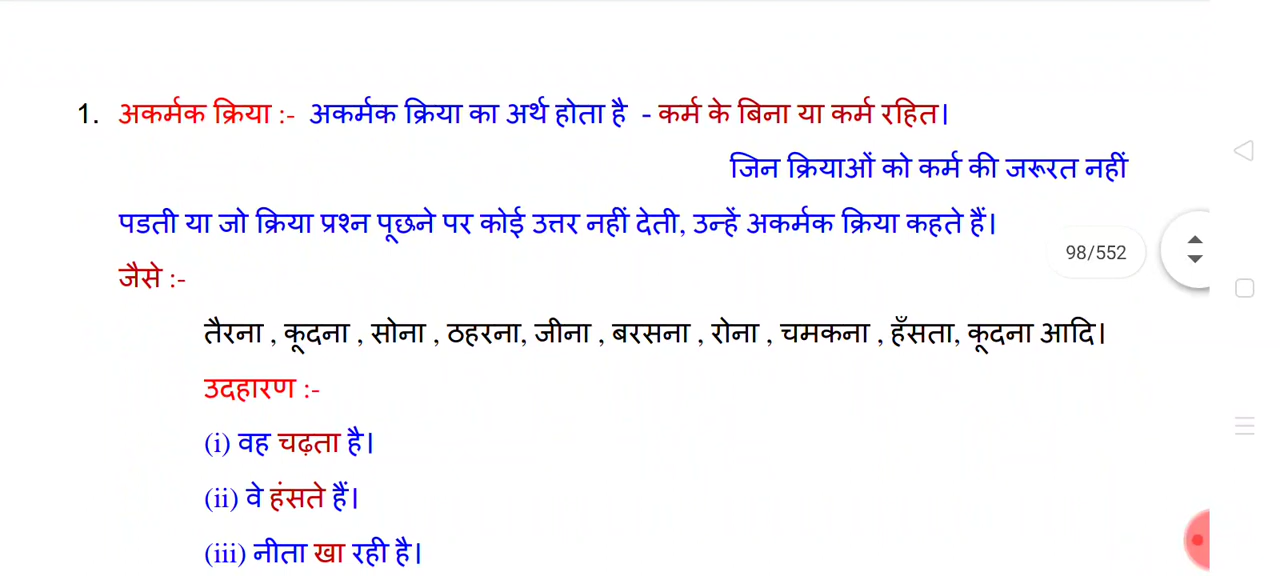 1. अकर्मक क्रिया :- अकर्मक क्रिया का अर्थ होता है - कर्म के बिना या कर्म रहित।
जिन क्रियाओं को कर्म की जरूरत नहीं
पडती या जो क्रिया प्रश्न पूछने पर कोई उत्तर नहीं देती, उन्हें अकर्मक क्रिया कहते हैं।
98/552
जैसे :-
तैरना , कूदना , सोना , ठहरना, जीना , बरसना , रोना , चमकना , हँसता, कूदना आदि।
उदहारण :-
(i) वह चढ़ता है।
(ii) वे हंसते हैं।
(iii) नीता खा रही है।